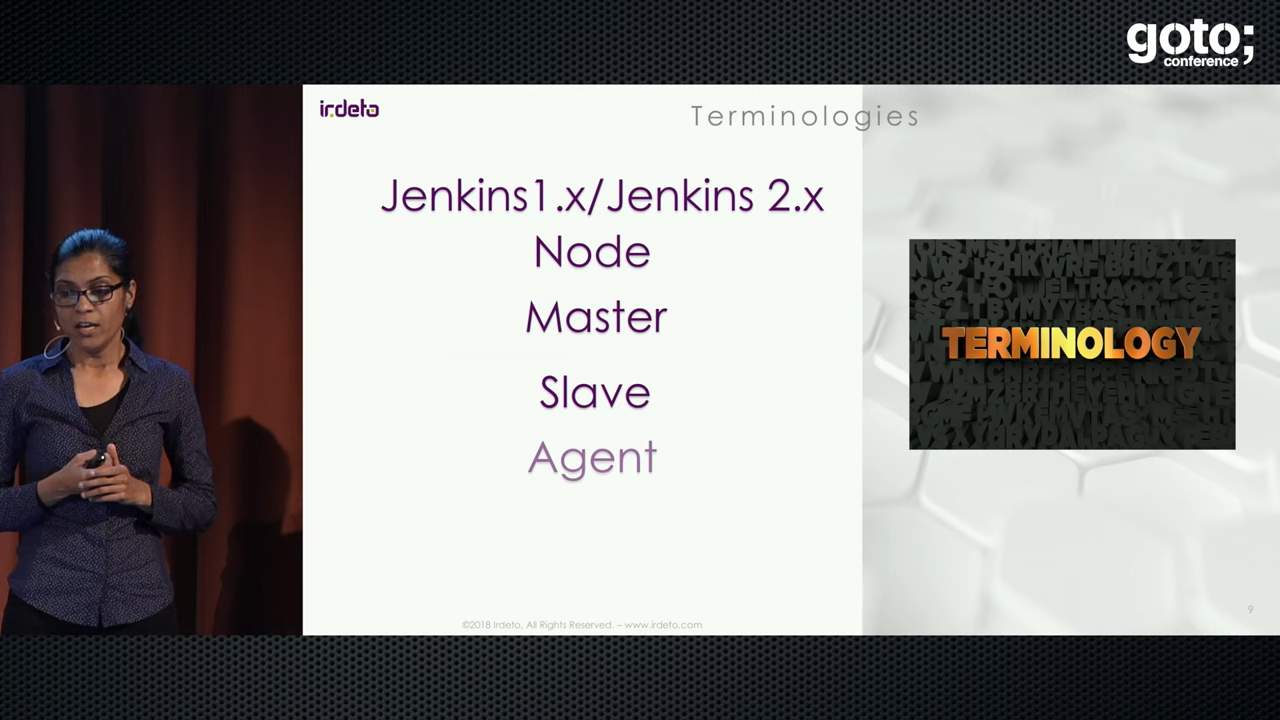 goto;
conference
irdeto
Terminologies
Jenkins1.x/Jenkins 2.x
Node
Master
Slave
Agent
TERMINOLOGY
©2018 Irdeto. All Rights Reserved. – www.irdeto.com
9